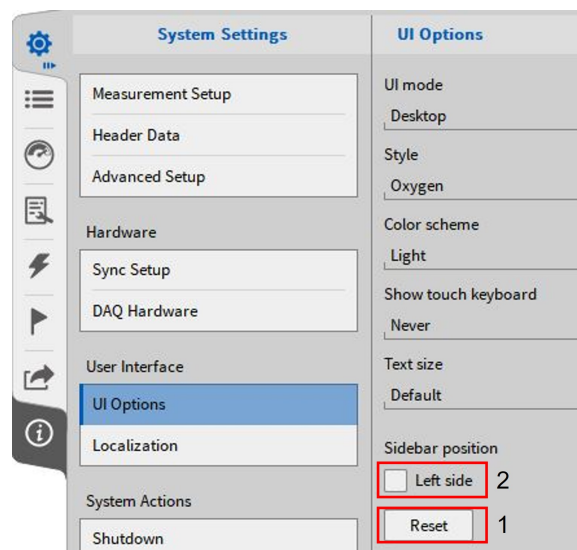 System Settings
Measurement Setup
Header Data
Advanced Setup
Hardware
Sync Setup
DAQ Hardware
User Interface
UI Options
Localization
System Actions
Shutdown
UI Options
UI mode
Desktop
Style
Oxygen
Color scheme
Light
Show touch keyboard
Never
Text size
Default
Sidebar position
Left side 2
Reset 1